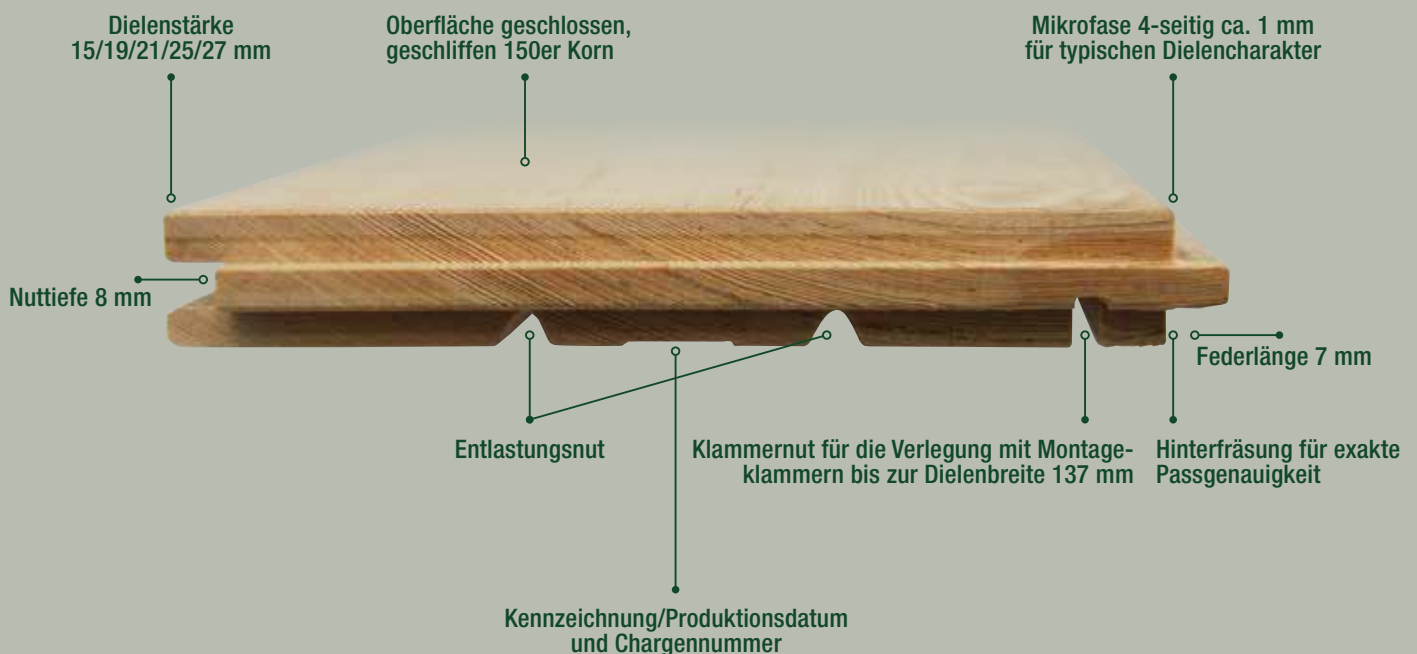 Dielenstärke
15/19/21/25/27 mm
Oberfläche geschlossen,
geschliffen 150er Korn
Mikrofase 4-seitig ca. 1 mm
für typischen Dielencharakter
Nuttiefe 8 mm
Federlänge 7 mm
Entlastungsnut
Klammernut für die Verlegung mit Montage-
klammern bis zur Dielenbreite 137 mm
Hinterfräsung für exakte
Passgenauigkeit
Kennzeichnung/Produktionsdatum
und Chargennummer